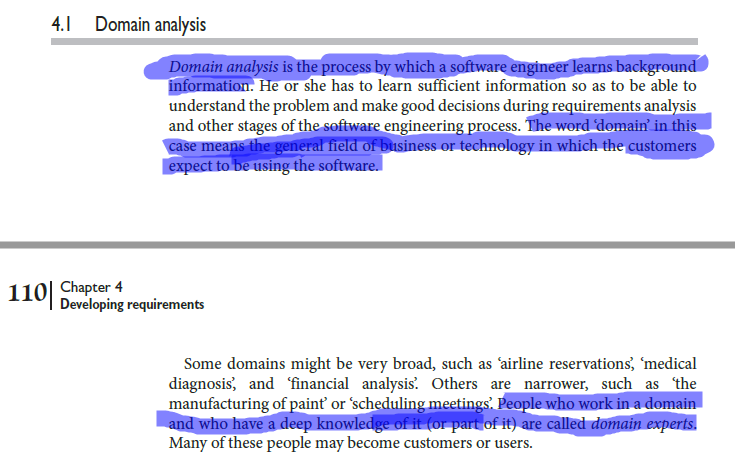 4.1 Domain analysis
Domain analysis is the process by which a software engineer learns background
information. He or she has to learn sufficient information so as to be able to
understand the problem and make good decisions during requirements analysis
and other stages of the software engineering process. The word ‘domain’ in this
case means the general field of business or technology in which the customers
expect to be using the software.
110 Chapter 4
Developing requirements
Some domains might be very broad, such as ‘airline reservations’, ‘medical
diagnosis’, and ‘financial analysis’. Others are narrower, such as ‘the
manufacturing of paint’ or ‘scheduling meetings’. People who work in a domain
and who have a deep knowledge of it (or part of it) are called domain experts.
Many of these people may become customers or users.